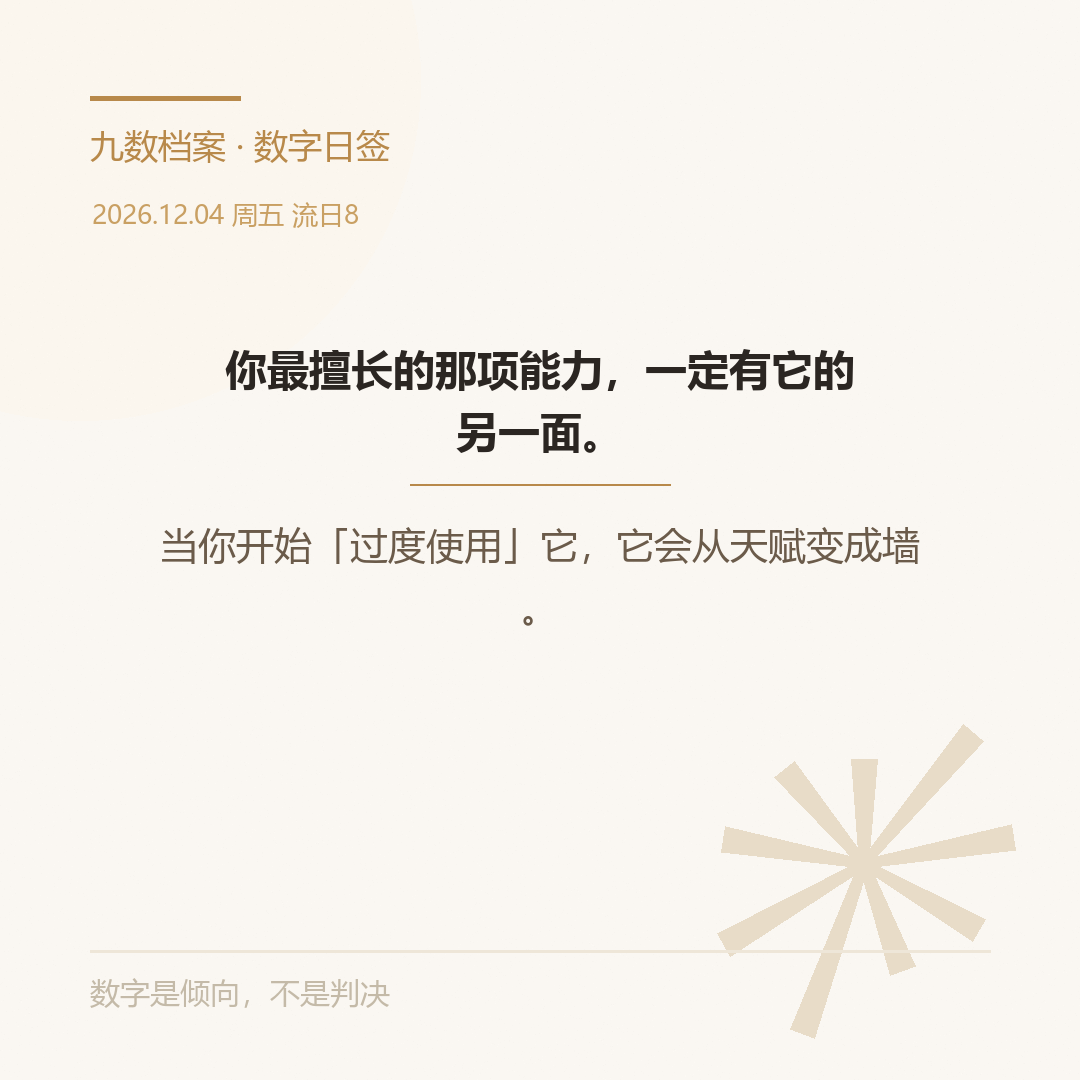 九数档案 · 数字日签
2026.12.04 周五 流日8
你最擅长的那项能力，一定有它的
另一面。
当你开始「过度使用」它，它会从天赋变成墙
。
数字是倾向，不是判决